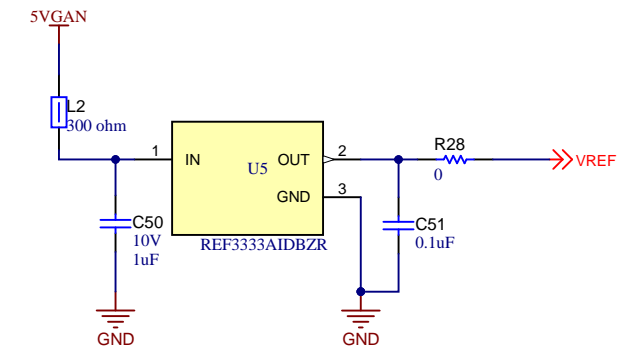 5VGAN
L2
300 ohm
1
IN
U5
OUT
2
GND
3
REF3333AIDBZR
C50
10V
1uF
GND
R28
0
VREF
C51
0.1uF
GND